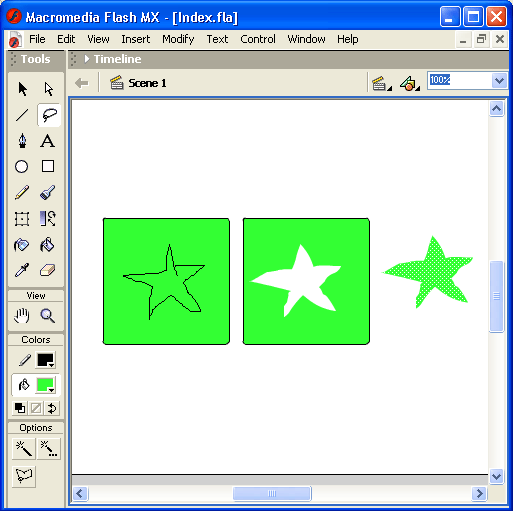 Macromedia Flash MX - [Index.fla]
File Edit View Insert Modify Text Control Window Help
Tools
Timeline
Scene 1
100%
A
View
Colors
Options